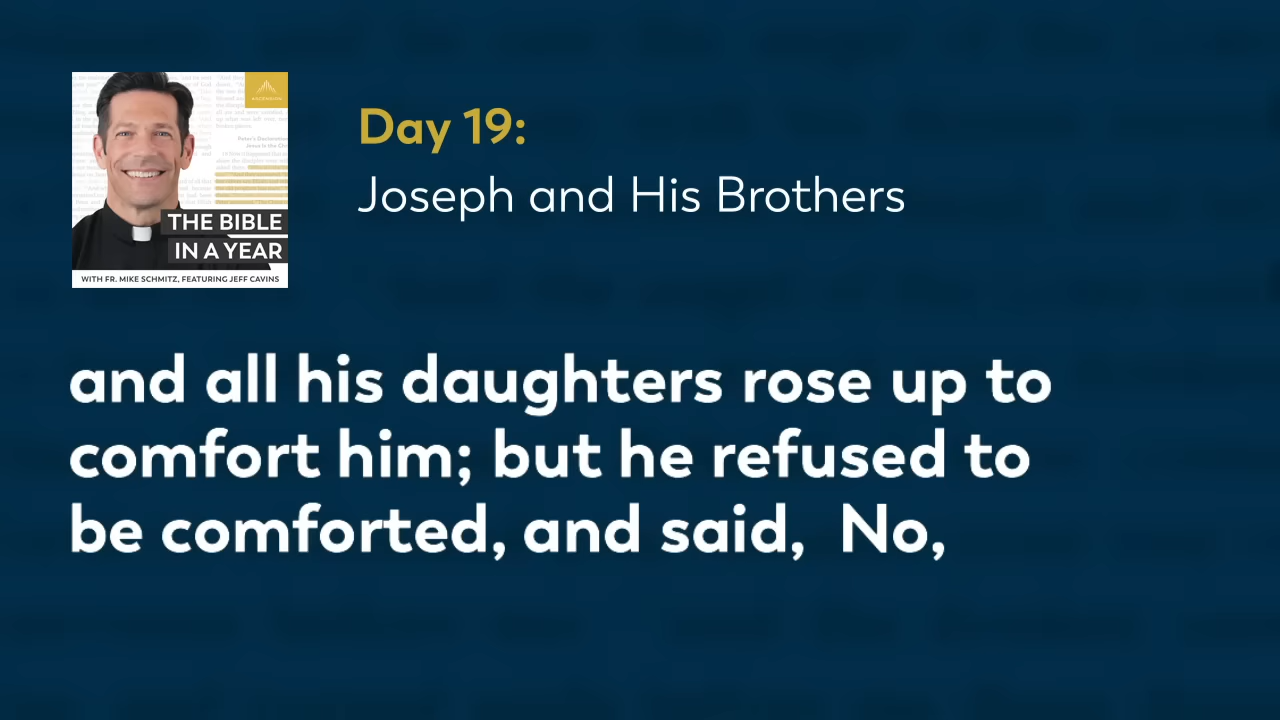 ASCENSION
THE BIBLE
IN A YEAR
WITH FR. MIKE SCHMITZ, FEATURING JEFF CAVINS
Day 19:
Joseph and His Brothers
and all his daughters rose up to
comfort him; but he refused to
be comforted, and said,  No,